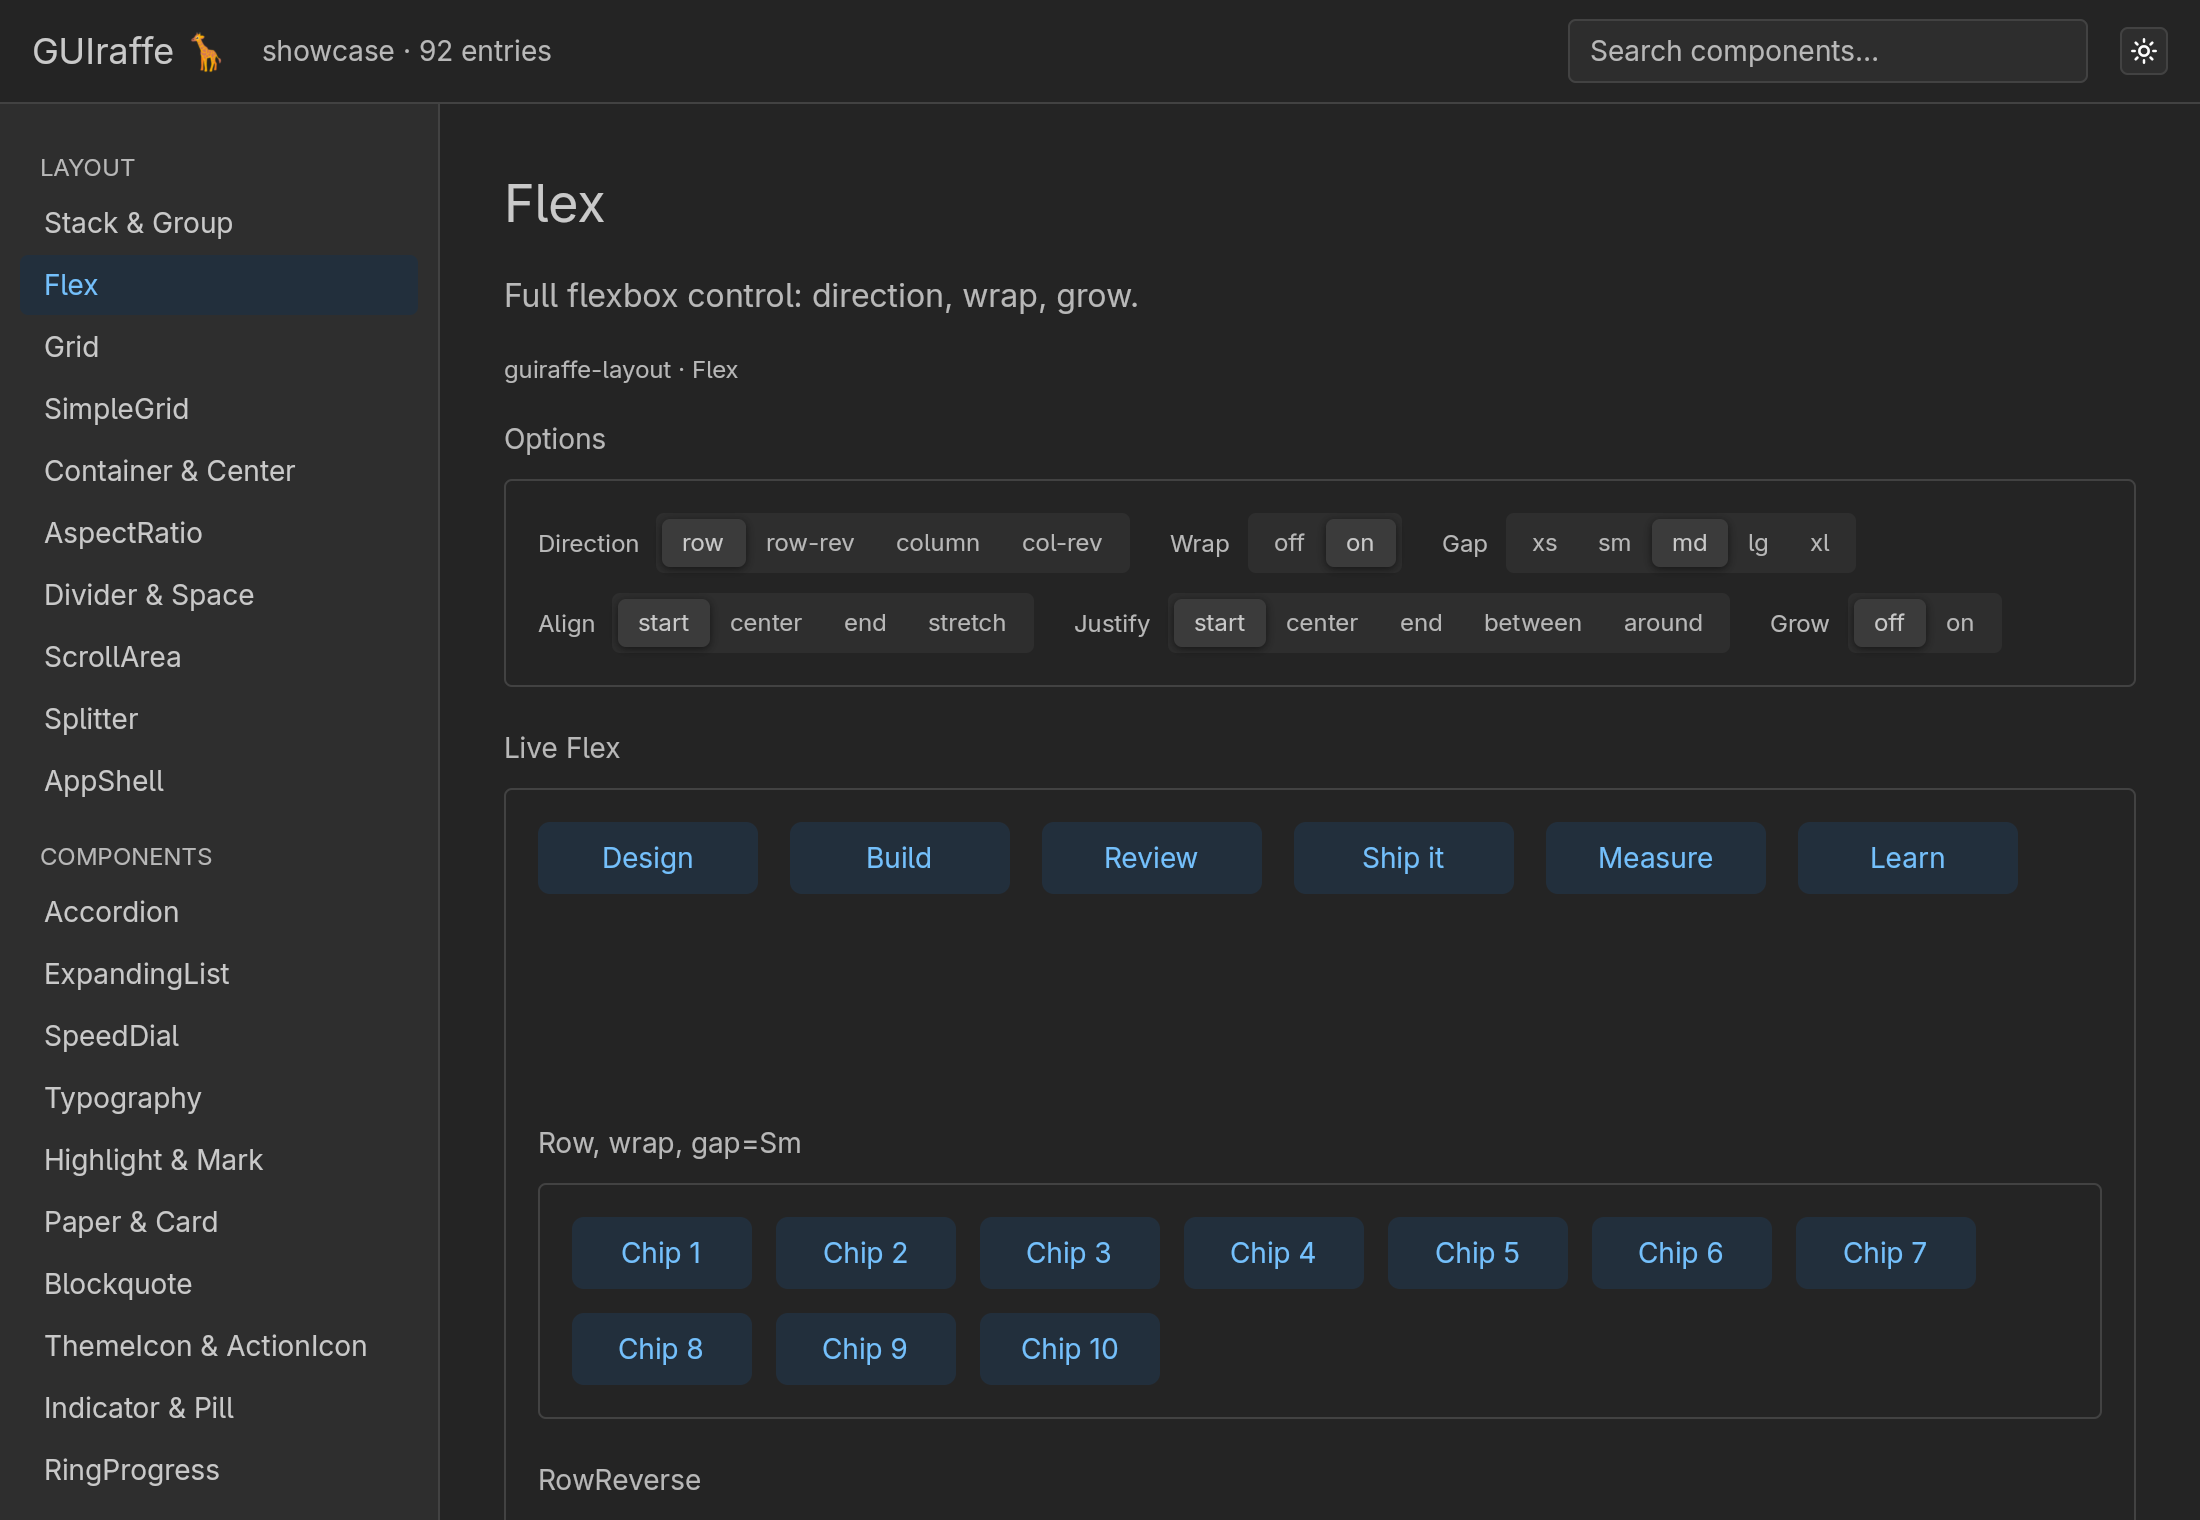 GUIraffe 🦒 showcase · 92 entries Search components...
LAYOUT
Stack & Group
Flex
Grid
SimpleGrid
Container & Center
AspectRatio
Divider & Space
ScrollArea
Splitter
AppShell
COMPONENTS
Accordion
ExpandingList
SpeedDial
Typography
Highlight & Mark
Paper & Card
Blockquote
ThemeIcon & ActionIcon
Indicator & Pill
RingProgress
Flex
Full flexbox control: direction, wrap, grow.
guiraffe-layout · Flex
Options
Direction row row-rev column col-rev Wrap off on Gap xs sm md lg xl
Align start center end stretch Justify start center end between around Grow off on
Live Flex
Design Build Review Ship it Measure Learn
Row, wrap, gap=Sm
Chip 1 Chip 2 Chip 3 Chip 4 Chip 5 Chip 6 Chip 7
Chip 8 Chip 9 Chip 10
RowReverse